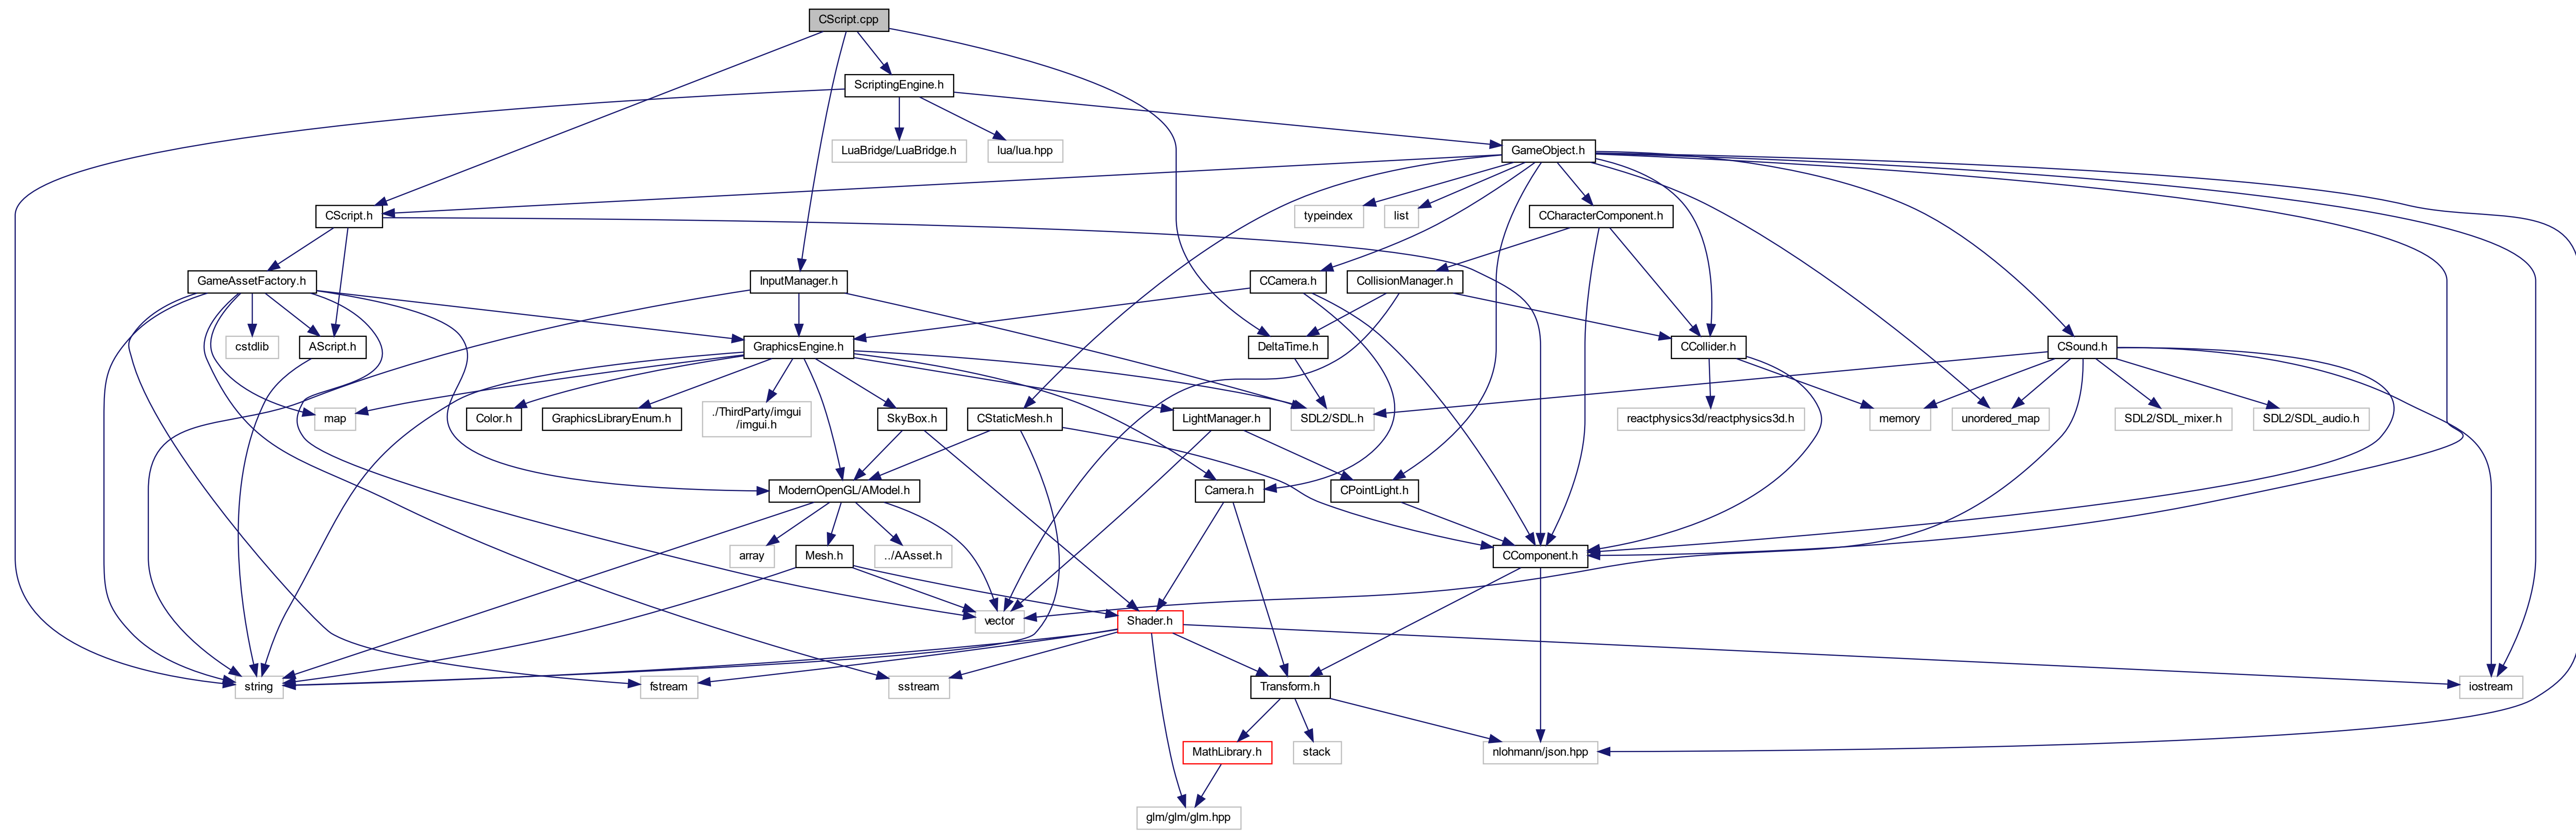 CScript.cpp
ScriptingEngine.h
LuaBridge/LuaBridge.h
lua/lua.hpp
GameObject.h
CScript.h
typeindex
list
CCharacterComponent.h
GameAssetFactory.h
InputManager.h
CCamera.h
CollisionManager.h
cstdlib
AScript.h
GraphicsEngine.h
DeltaTime.h
CCollider.h
CSound.h
map
Color.h
GraphicsLibraryEnum.h
./ThirdParty/imgui
/imgui.h
SkyBox.h
CStaticMesh.h
LightManager.h
SDL2/SDL.h
reactphysics3d/reactphysics3d.h
memory
unordered_map
SDL2/SDL_mixer.h
SDL2/SDL_audio.h
ModernOpenGL/AModel.h
Camera.h
CPointLight.h
array
Mesh.h
../AAsset.h
CComponent.h
vector
Shader.h
string
fstream
sstream
Transform.h
iostream
MathLibrary.h
stack
nlohmann/json.hpp
glm/glm/glm.hpp